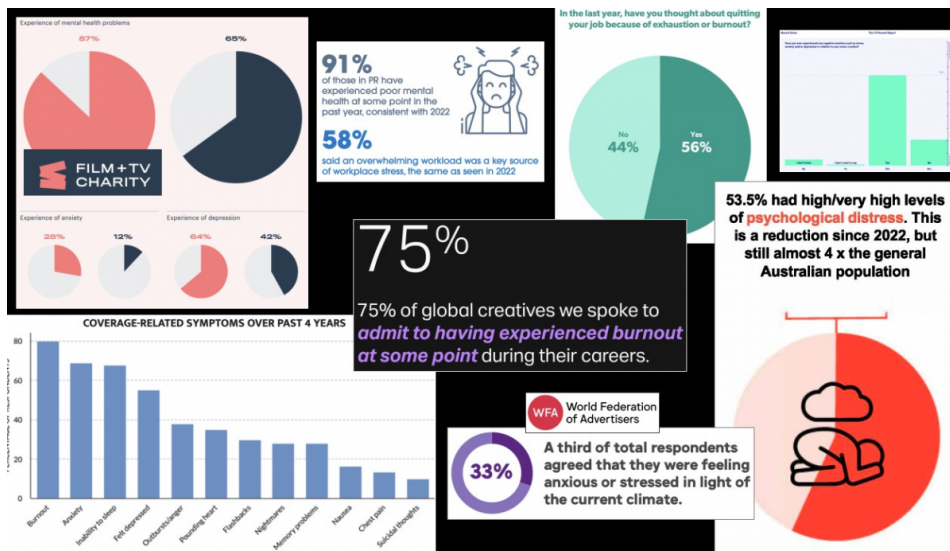 Experience of mental health problems
87%
65%
FILM+TV
CHARITY
Experience of anxiety
Experience of depression
28%
12%
64%
42%
91%
of those in PR have
experienced poor mental
health at some point in the
past year, consistent with 2022
58%
said an overwhelming workload was a key source
of workplace stress, the same as seen in 2022
In the last year, have you thought about quitting
your job because of exhaustion or burnout?
No
44%
Yes
56%
53.5% had high/very high levels
of psychological distress. This
is a reduction since 2022, but
still almost 4 x the general
Australian population
75%
75% of global creatives we spoke to
admit to having experienced burnout
at some point during their careers.
COVERAGE-RELATED SYMPTOMS OVER PAST 4 YEARS
80
60
40
20
0
Burnout
Anxiety
Inability to sleep
Felt depressed
Outbursts/anger
Pounding heart
Flashbacks
Nightmares
Memory problems
Nausea
Chest pain
Suicidal thoughts
WFA
World Federation
of Advertisers
33%
A third of total respondents
agreed that they were feeling
anxious or stressed in light of
the current climate.